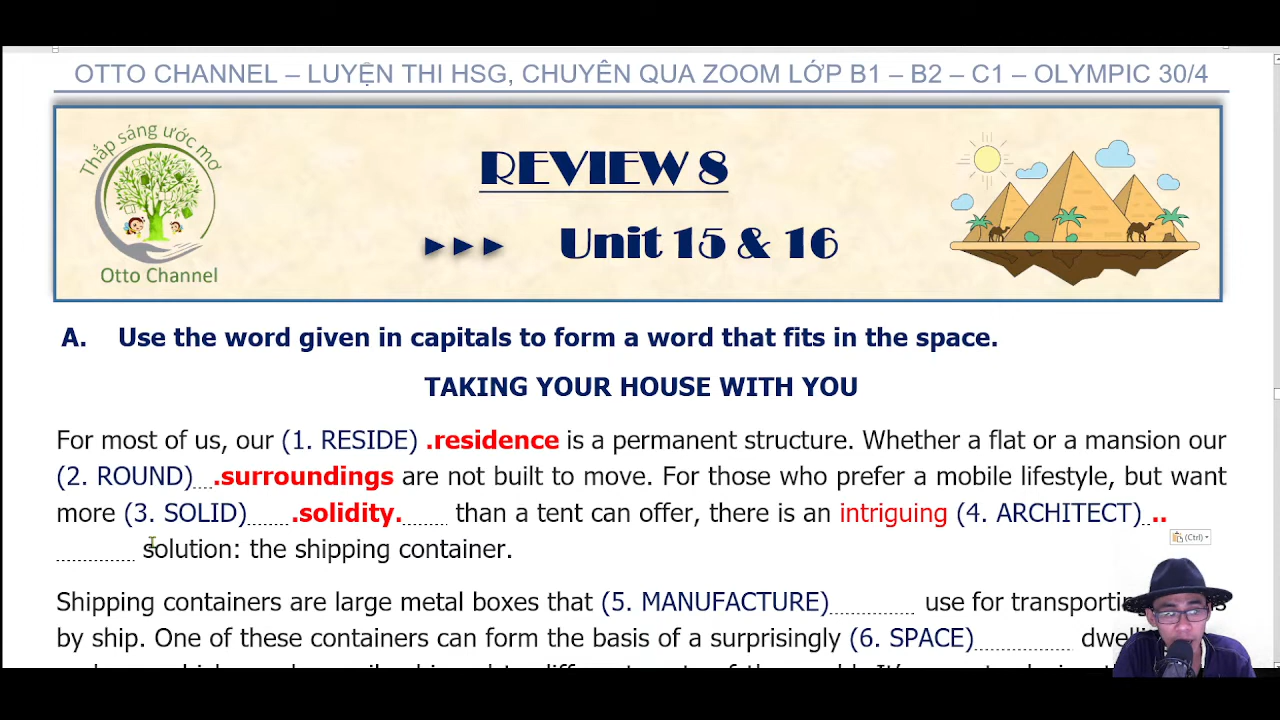 OTTO CHANNEL – LUYỆN THI HSG, CHUYÊN QUA ZOOM LỚP B1 – B2 – C1 – OLYMPIC 30/4
Thắp sáng ước mơ
Otto Channel
REVIEW 8
►►► Unit 15 & 16
A. Use the word given in capitals to form a word that fits in the space.
TAKING YOUR HOUSE WITH YOU
For most of us, our (1. RESIDE) .residence is a permanent structure. Whether a flat or a mansion our
(2. ROUND)....surroundings are not built to move. For those who prefer a mobile lifestyle, but want
more (3. SOLID)........solidity......... than a tent can offer, there is an intriguing (4. ARCHITECT)....
............. solution: the shipping container.
(Ctrl)
Shipping containers are large metal boxes that (5. MANUFACTURE)............. use for transporting
by ship. One of these containers can form the basis of a surprisingly (6. SPACE)...............